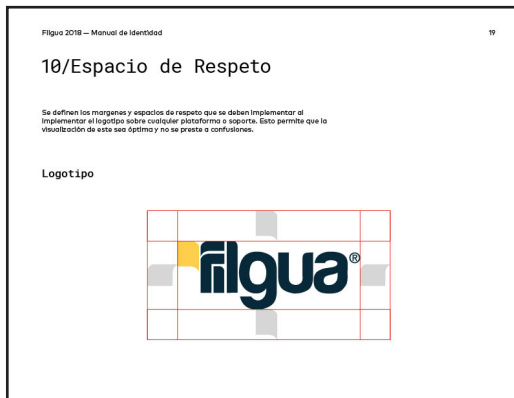 Filgua 2018 — Manual de Identidad
19
10/Espacio de Respeto
Se definen los margenes y espacios de respeto que se deben implementar al
implementar el logotipo sobre cualquier plataforma o soporte. Esto permite que la
visualización de este sea óptima y no se preste a confusiones.
Logotipo
filgua®